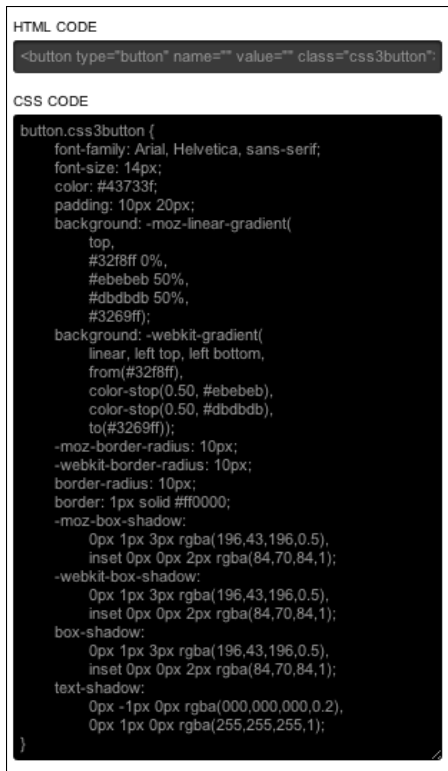 HTML CODE
<button type="button" name="" value="" class="css3button":
CSS CODE
button.css3button {
font-family: Arial, Helvetica, sans-serif;
font-size: 14px;
color: #43733f;
padding: 10px 20px;
background: -moz-linear-gradient(
top,
#32f8ff 0%,
#ebebeb 50%,
#dbdbdb 50%,
#3269ff);
background: -webkit-gradient(
linear, left top, left bottom,
from(#32f8ff),
color-stop(0.50, #ebebeb),
color-stop(0.50, #dbdbdb),
to(#3269ff));
-moz-border-radius: 10px;
-webkit-border-radius: 10px;
border-radius: 10px;
border: 1px solid #ff0000;
-moz-box-shadow:
0px 1px 3px rgba(196,43,196,0.5),
inset 0px 0px 2px rgba(84,70,84,1);
-webkit-box-shadow:
0px 1px 3px rgba(196,43,196,0.5),
inset 0px 0px 2px rgba(84,70,84,1);
box-shadow:
0px 1px 3px rgba(196,43,196,0.5),
inset 0px 0px 2px rgba(84,70,84,1);
text-shadow:
0px -1px 0px rgba(000,000,000,0.2),
0px 1px 0px rgba(255,255,255,1);
}